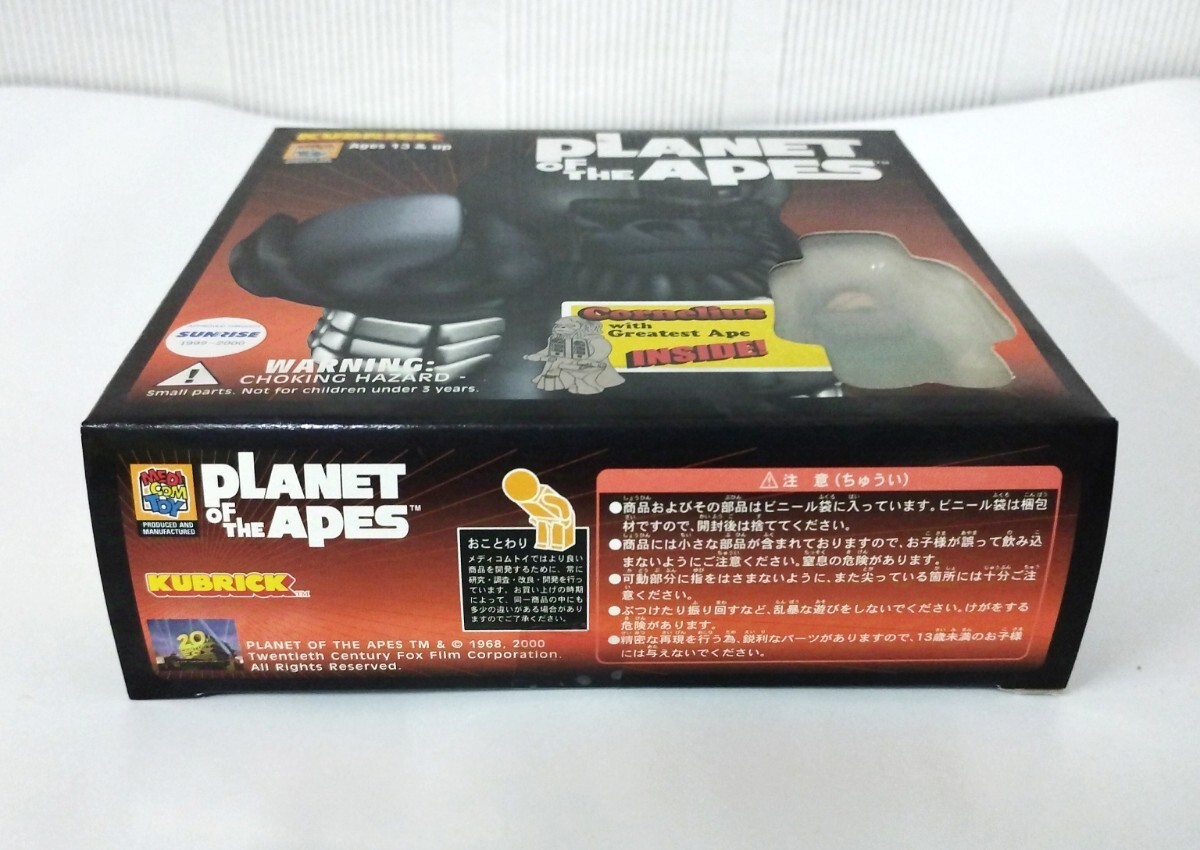 KUBRICK
Ages 13 & up
PLANET
OF THE APES™
SUNRISE
1999-2000
WARNING:
CHOKING HAZARD -
Small parts. Not for children under 3 years.
Cornelius
with
Greatest Ape
INSIDE!
MEDI
COM
TOY
PRODUCED AND
MANUFACTURED
PLANET
OF THE APES™
KUBRICK™
20
PLANET OF THE APES TM & © 1968, 2000
Twentieth Century Fox Film Corporation.
All Rights Reserved.
おことわり
メディコムトイではより良い
商品を開発するために、常に
研究・調査・改良・開発を行っ
ています。お買い上げの時期
によって、同一商品の中にも
多少の違いがある場合があり
ますのでご了承ください。
⚠注 意(ちゅうい)
●商品およびその部品はビニール袋に入っています。ビニール袋は梱包
材ですので、開封後は捨ててください。
●商品には小さな部品が含まれておりますので、お子様が誤って飲み込
まないようにご注意ください。窒息の危険があります。
●可動部分に指をはさまないように、また尖っている箇所には十分ご注
意ください。
●ぶつけたり振り回すなど、乱暴な遊びをしないでください。けがをする
危険があります。
●精密な再現を行う為、鋭利なパーツがありますので、13歳未満のお子様
には与えないでください。